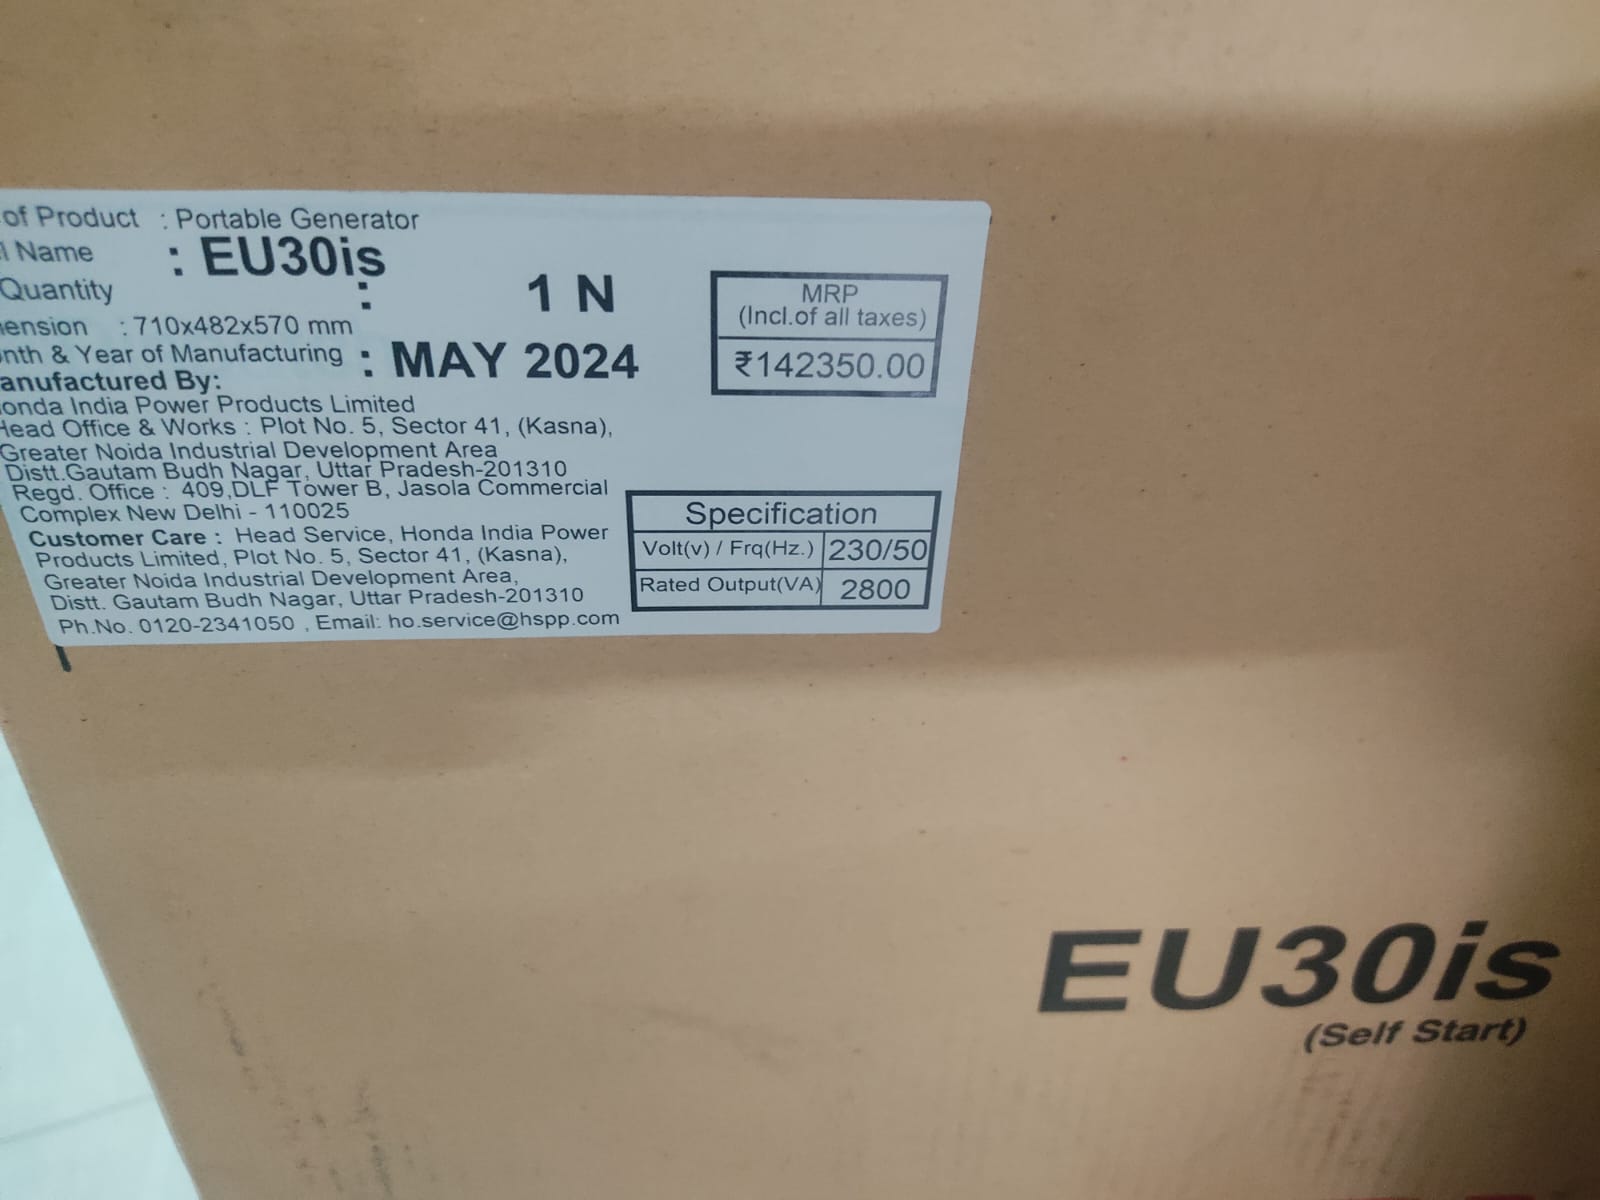 of Product : Portable Generator
Name : EU30is
Quantity : 1 N
ension : 710x482x570 mm
nth & Year of Manufacturing : MAY 2024
anufactured By:
onda India Power Products Limited
Head Office & Works : Plot No. 5, Sector 41, (Kasna),
Greater Noida Industrial Development Area
Distt.Gautam Budh Nagar, Uttar Pradesh-201310
Regd. Office : 409,DLF Tower B, Jasola Commercial
Complex New Delhi - 110025
Customer Care : Head Service, Honda India Power
Products Limited, Plot No. 5, Sector 41, (Kasna),
Greater Noida Industrial Development Area,
Distt. Gautam Budh Nagar, Uttar Pradesh-201310
Ph.No. 0120-2341050 , Email: ho.service@hspp.com
MRP
(Incl.of all taxes)
₹142350.00
Specification
Volt(v) / Frq(Hz.) 230/50
Rated Output(VA) 2800
EU30is
(Self Start)